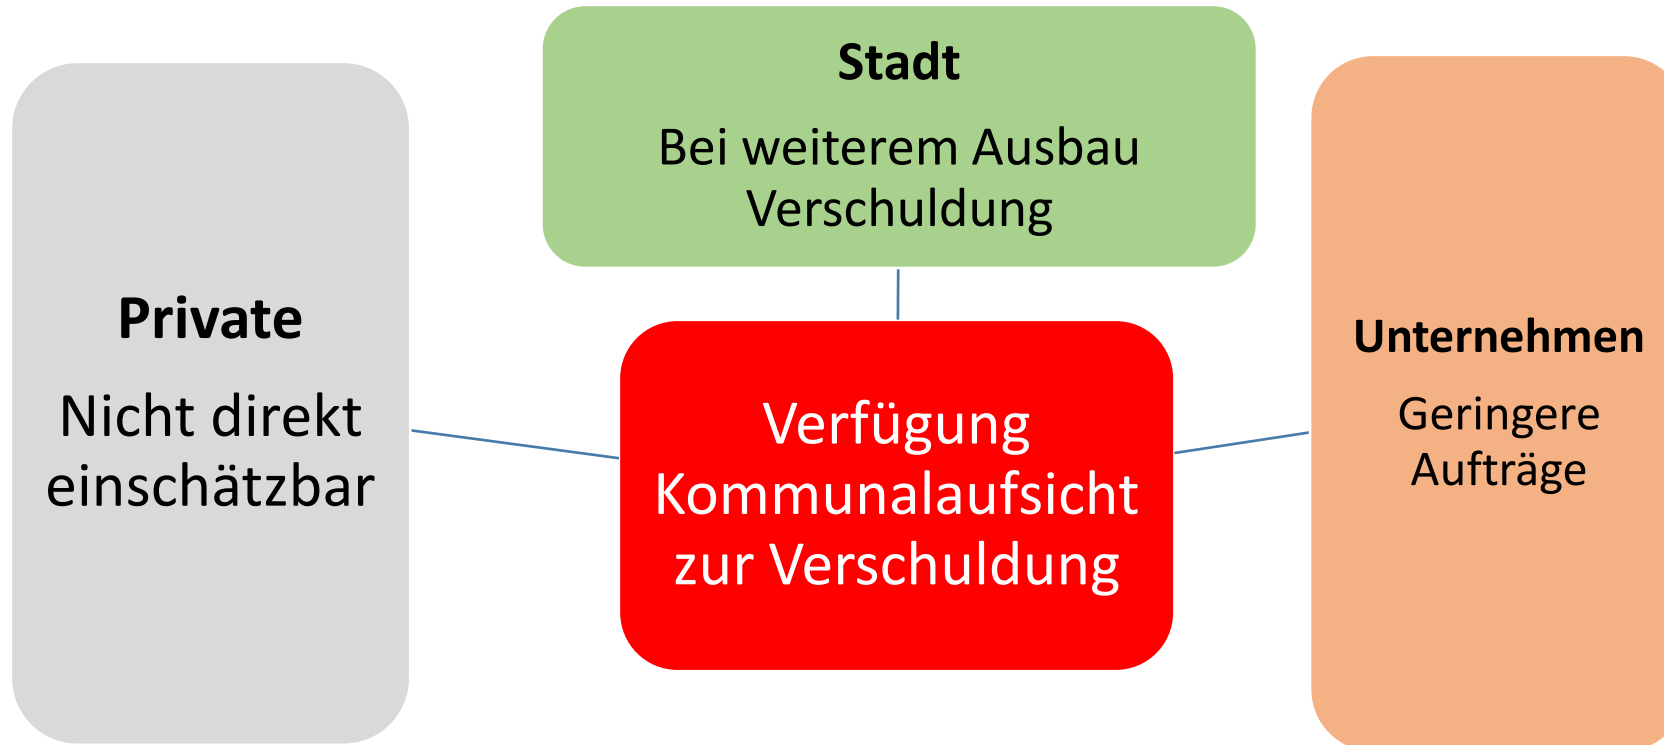 Stadt
Bei weiterem Ausbau
Verschuldung
Private
Nicht direkt
einschätzbar
Verfügung
Kommunalaufsicht
zur Verschuldung
Unternehmen
Geringere
Aufträge